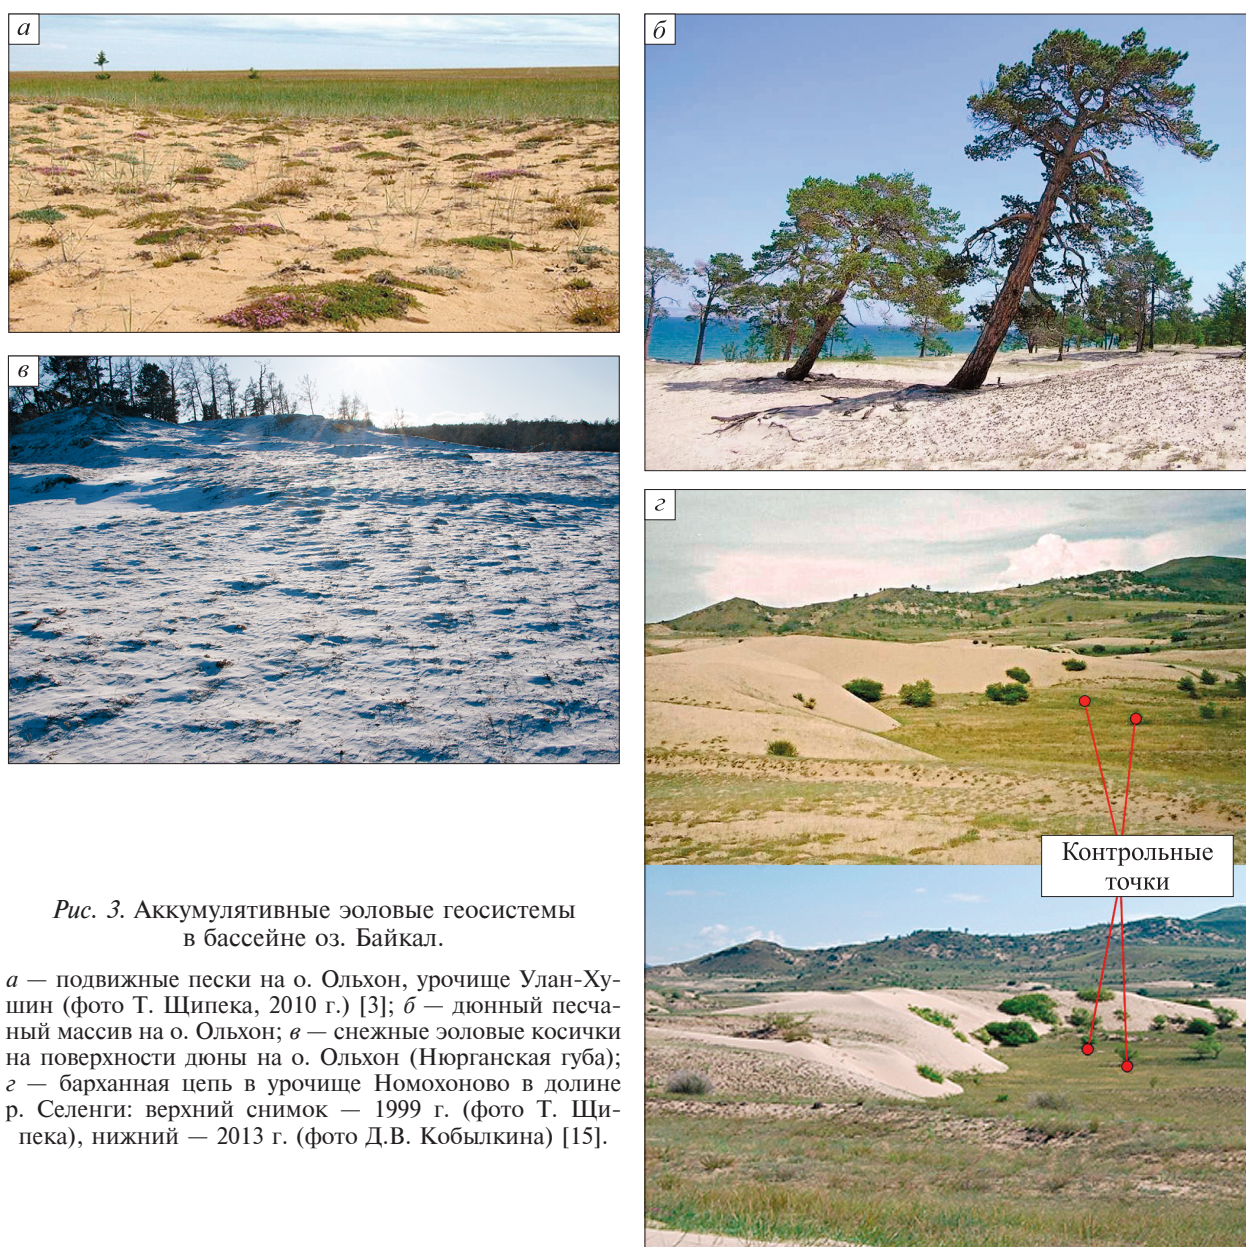 а
б
в
г
Контрольные
точки
Рис. 3. Аккумулятивные эоловые геосистемы
в бассейне оз. Байкал.
а — подвижные пески на о. Ольхон, урочище Улан-Ху-
шин (фото Т. Щипека, 2010 г.) [3]; б — дюнный песча-
ный массив на о. Ольхон; в — снежные эоловые косички
на поверхности дюны на о. Ольхон (Нюрганская губа);
г — барханная цепь в урочище Номохоново в долине
р. Селенги: верхний снимок — 1999 г. (фото Т. Щи-
пека), нижний — 2013 г. (фото Д.В. Кобылкина) [15].